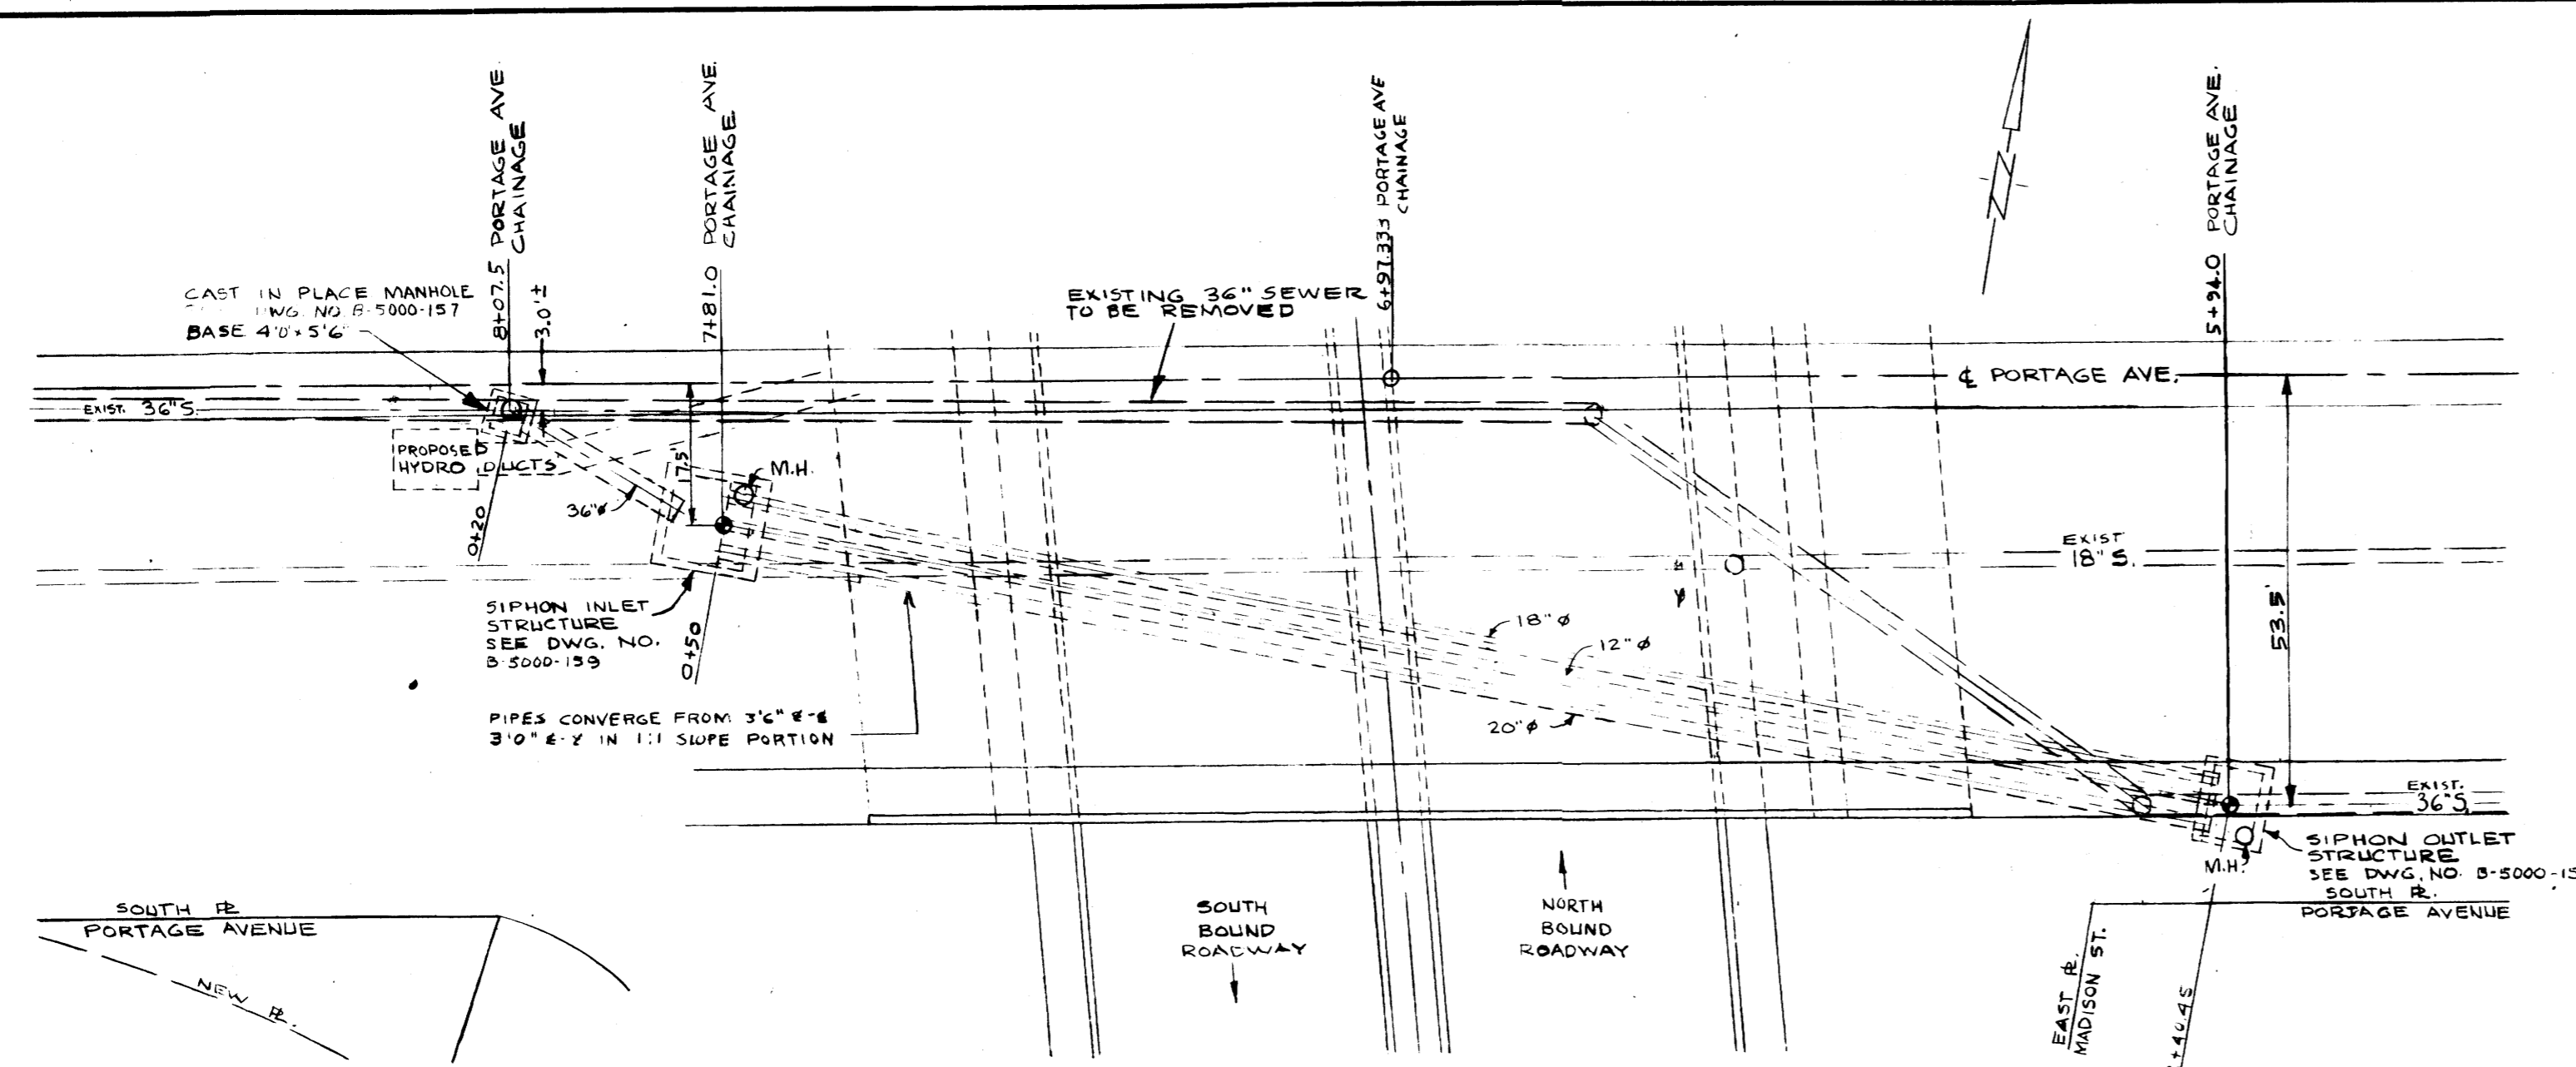 8+07.5 PORTAGE AVE.
CHAINAGE
7+81.0 PORTAGE AVE.
CHAINAGE
6+97.333 PORTAGE AVE
CHAINAGE
5+94.0 PORTAGE AVE.
CHAINAGE
3.0'±
CAST IN PLACE MANHOLE
DWG. NO. B-5000-157
BASE 4'0"x5'6"
EXISTING 36" SEWER
TO BE REMOVED
℄ PORTAGE AVE.
EXIST. 36"S.
PROPOSED
HYDRO DUCTS
17.5'
M.H.
36"ø
0+20
EXIST
18" S.
53.5'
SIPHON INLET
STRUCTURE
SEE DWG. NO.
B-5000-159
0+50
18"ø
12"ø
20"ø
PIPES CONVERGE FROM 3'6" ℄-℄
3'0" ℄-℄ IN 1:1 SLOPE PORTION
EXIST.
36"S.
SIPHON OUTLET
STRUCTURE
SEE DWG. NO. B-5000-15
M.H.
SOUTH ⅊.
PORTAGE AVENUE
SOUTH ⅊
PORTAGE AVENUE
NEW ⅊.
SOUTH
BOUND
ROADWAY
NORTH
BOUND
ROADWAY
EAST ⅊.
MADISON ST.
+40.45